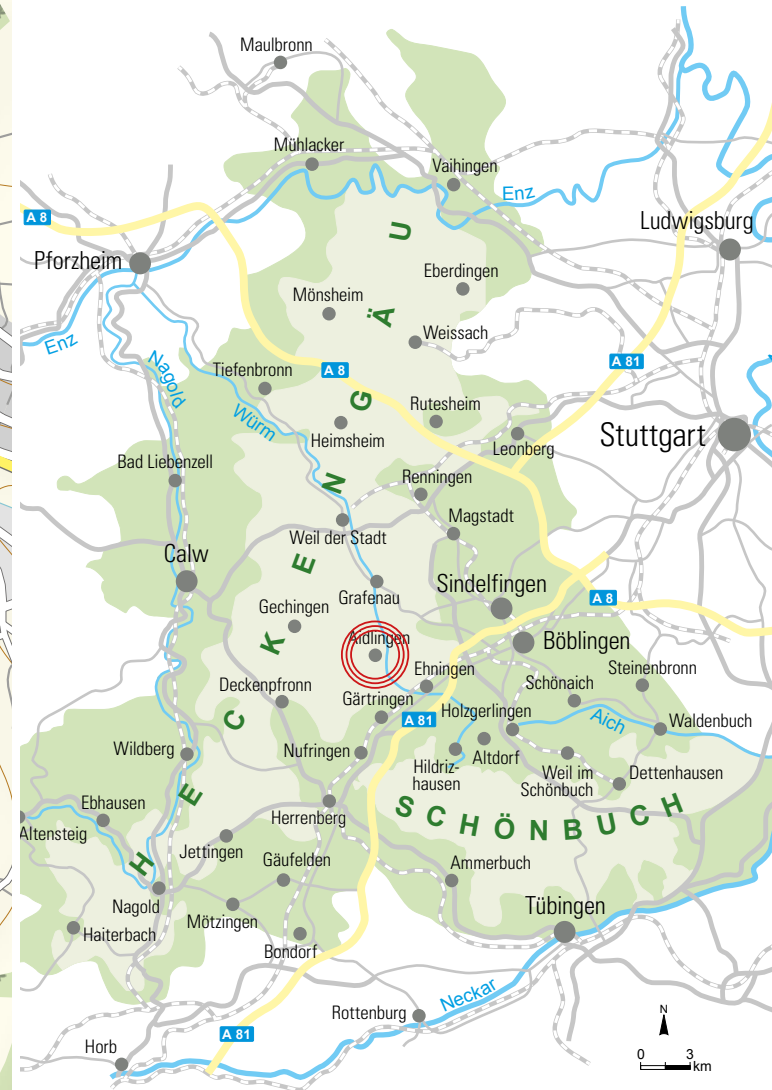 Maulbronn
Mühlacker
Vaihingen
Enz
A 8
Ludwigsburg
Pforzheim
Eberdingen
Mönsheim
Weissach
Enz
Nagold
A 81
Tiefenbronn
A 8
Würm
Rutesheim
Heimsheim
Leonberg
Stuttgart
Bad Liebenzell
Renningen
Magstadt
Weil der Stadt
Calw
Grafenau
Sindelfingen
A 8
Gechingen
Aidlingen
Böblingen
Ehningen
Steinenbronn
Deckenpfronn
Schönaich
Gärtringen
A 81
Holzgerlingen
Aich
Waldenbuch
Wildberg
Nufringen
Altdorf
Hildriz-
hausen
Weil im
Schönbuch
Dettenhausen
Ebhausen
Altensteig
Herrenberg
HECKENGÄU
SCHÖNBUCH
Jettingen
Gäufelden
Ammerbuch
Nagold
Mötzingen
Tübingen
Haiterbach
Bondorf
Neckar
Rottenburg
A 81
Horb
N
0 3
km